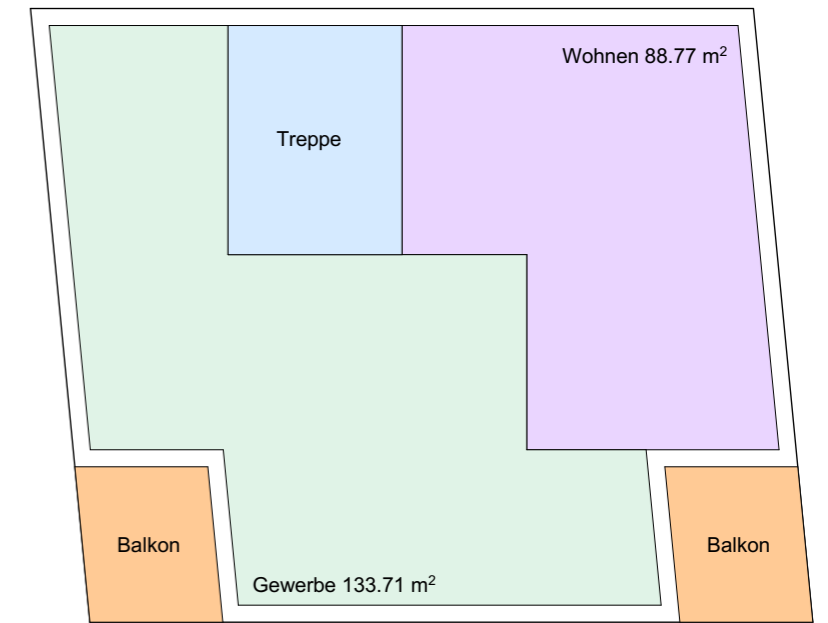 Wohnen 88.77 m²
Treppe
Balkon
Balkon
Gewerbe 133.71 m²